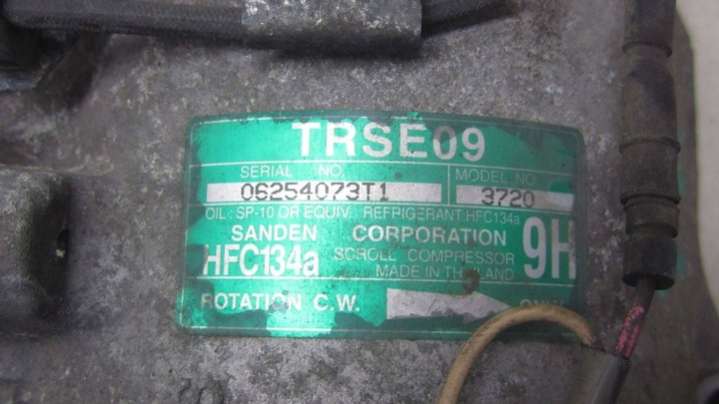 TRSE09
SERIAL NO. MODEL NO.
06254073T1 3720
OIL: SP-10 OR EQUIV., REFRIGERANT:HFC134a
SANDEN CORPORATION 9H
HFC134a SCROLL COMPRESSOR
MADE IN THAILAND
ROTATION C.W.